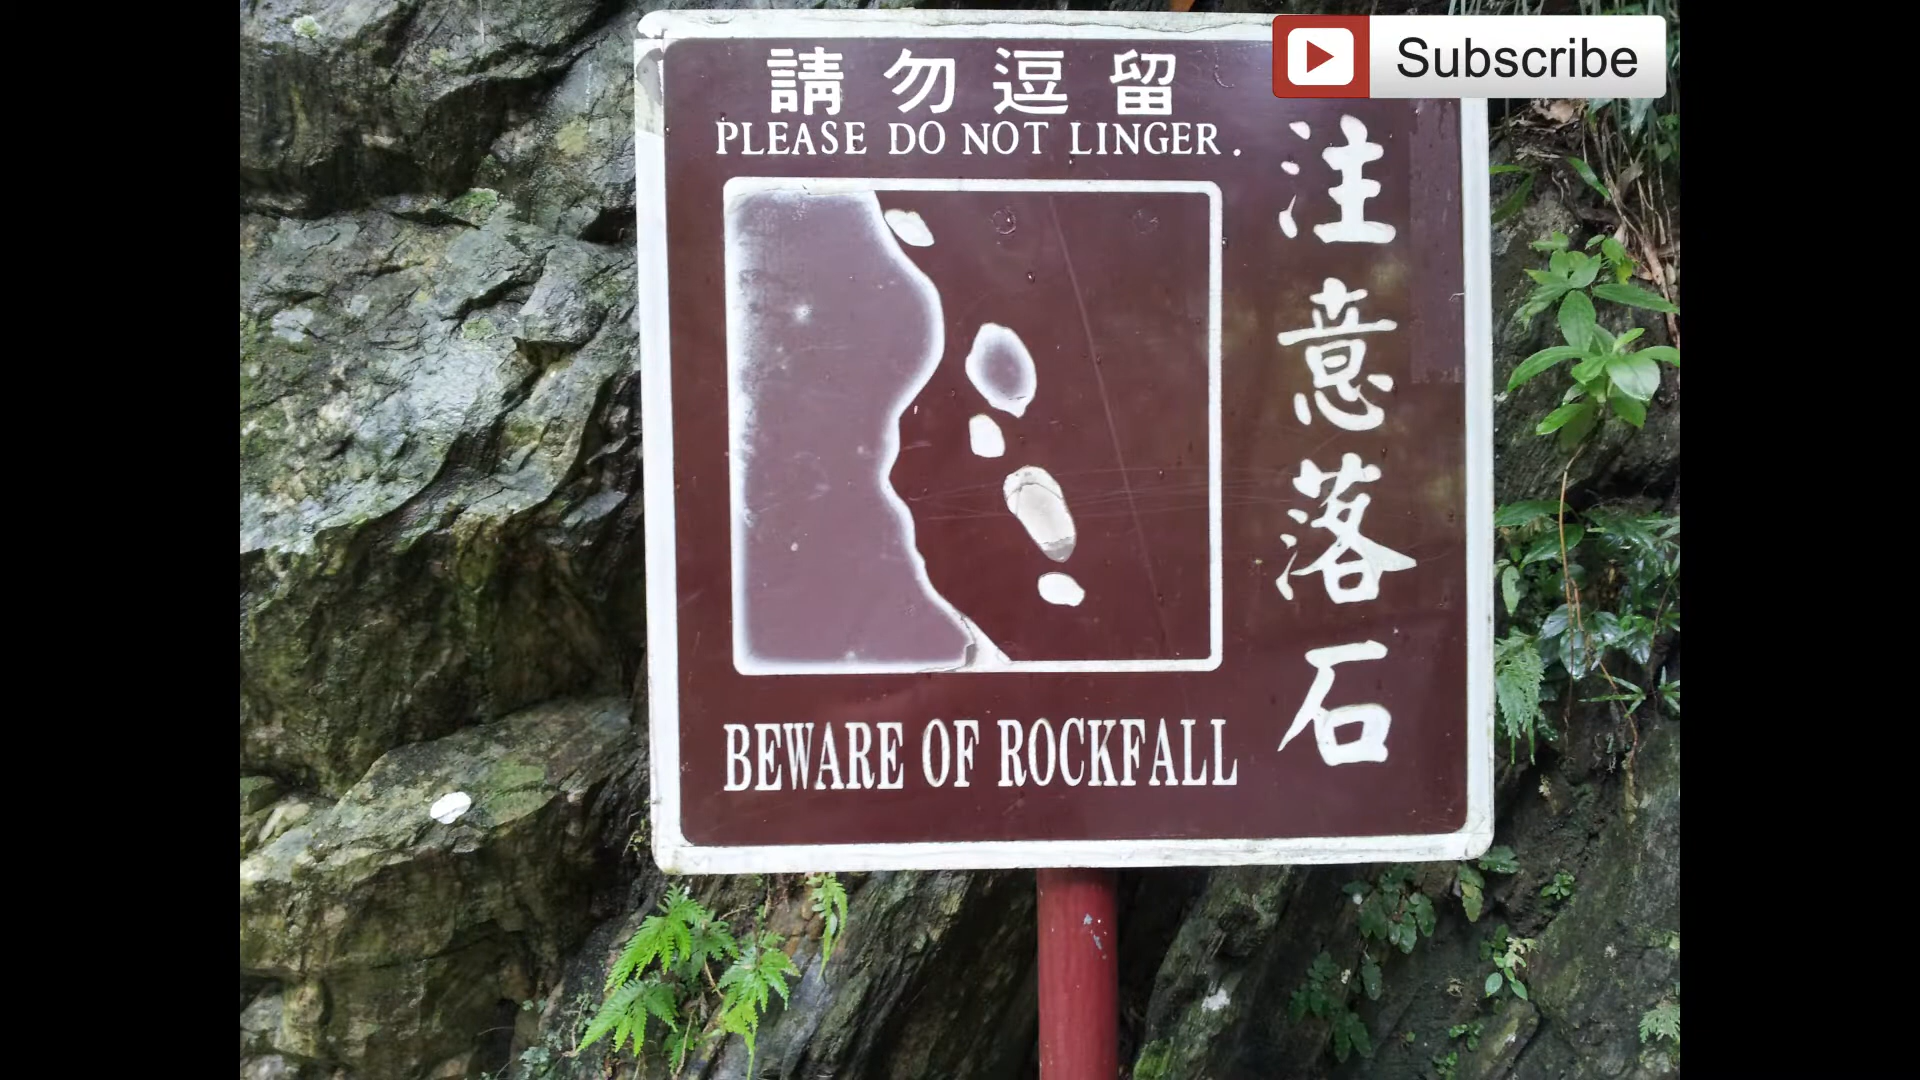 請勿逗留
PLEASE DO NOT LINGER.
注意落石
BEWARE OF ROCKFALL
Subscribe